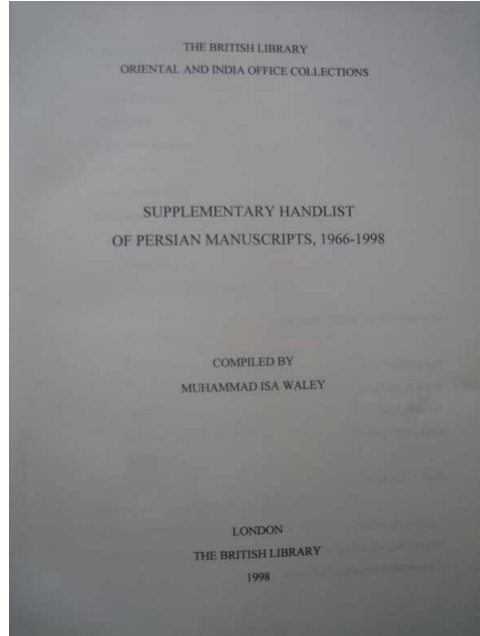 THE BRITISH LIBRARY
ORIENTAL AND INDIA OFFICE COLLECTIONS
SUPPLEMENTARY HANDLIST
OF PERSIAN MANUSCRIPTS, 1966-1998
COMPILED BY
MUHAMMAD ISA WALEY
LONDON
THE BRITISH LIBRARY
1998